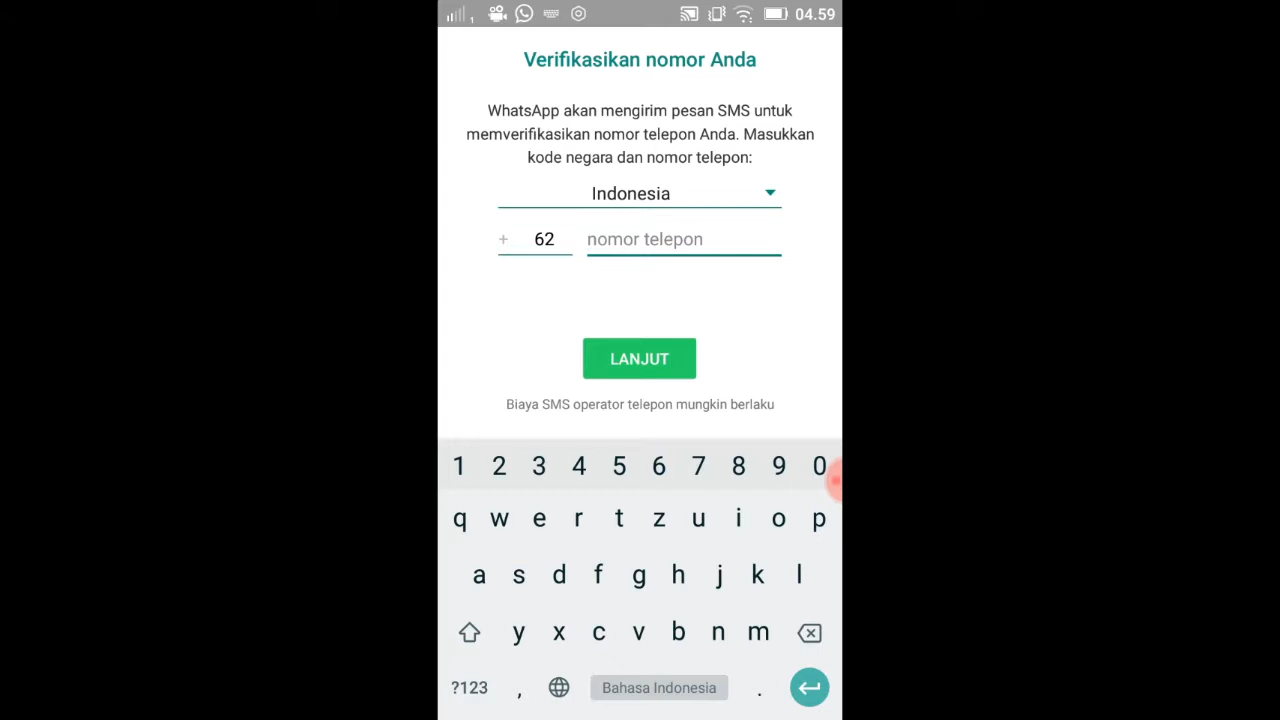 04.59
Verifikasikan nomor Anda
WhatsApp akan mengirim pesan SMS untuk
memverifikasikan nomor telepon Anda. Masukkan
kode negara dan nomor telepon:
Indonesia
+ 62 nomor telepon
LANJUT
Biaya SMS operator telepon mungkin berlaku
1 2 3 4 5 6 7 8 9 0
q w e r t z u i o p
a s d f g h j k l
y x c v b n m
?123 , Bahasa Indonesia .